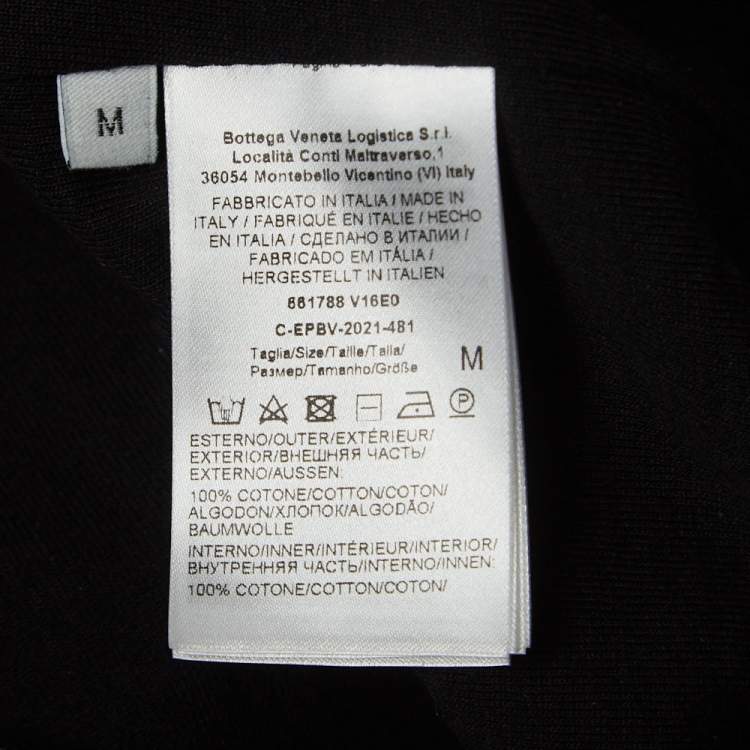 M
Bottega Veneta Logistica S.r.l.
Località Conti Maltraverso,1
36054 Montebello Vicentino (VI) Italy
FABBRICATO IN ITALIA / MADE IN
ITALY / FABRIQUÉ EN ITALIE / HECHO
EN ITALIA / СДЕЛАНО В ИТАЛИИ /
FABRICADO EM ITÁLIA /
HERGESTELLT IN ITALIEN
661788 V16E0
C-EPBV-2021-481
Taglia/Size/Taille/Talla/
Размер/Tamanho/Größe
M
P
ESTERNO/OUTER/EXTÉRIEUR/
EXTERIOR/ВНЕШНЯЯ ЧАСТЬ/
EXTERNO/AUSSEN:
100% COTONE/COTTON/COTON/
ALGODON/ХЛОПОК/ALGODÃO/
BAUMWOLLE
INTERNO/INNER/INTÉRIEUR/INTERIOR/
ВНУТРЕННЯЯ ЧАСТЬ/INTERNO/INNEN:
100% COTONE/COTTON/COTON/